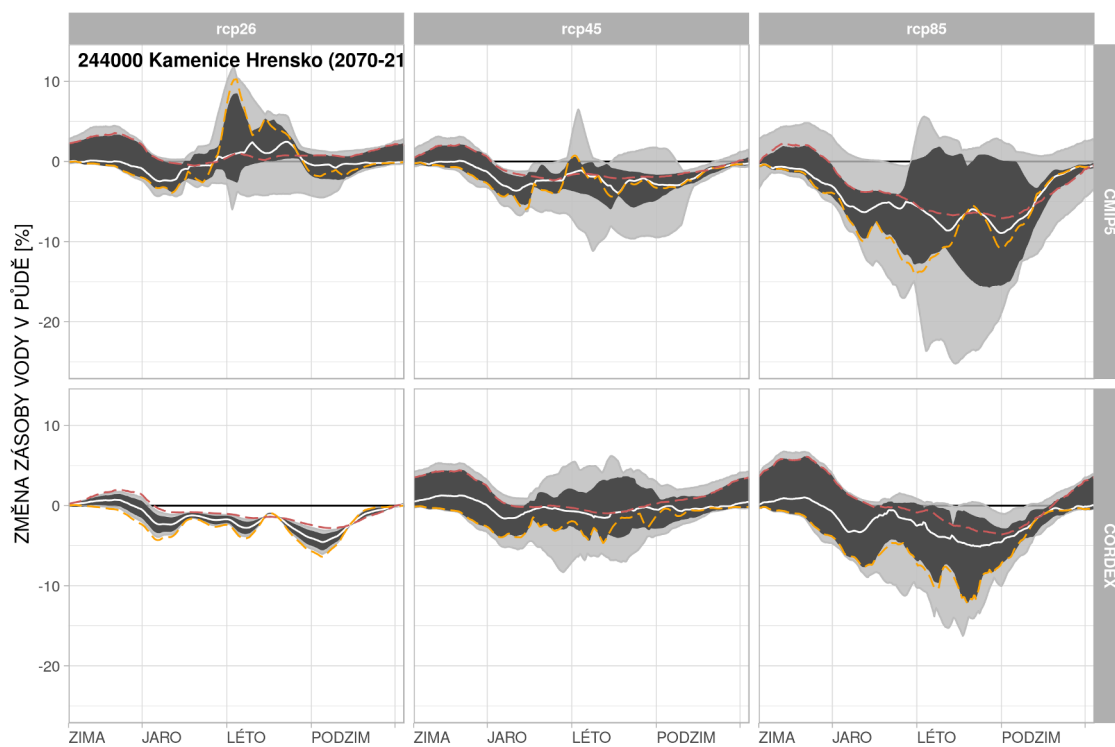 rcp26 rcp45 rcp85
244000 Kamenice Hrensko (2070-21
ZMĚNA ZÁSOBY VODY V PŮDĚ [%]
10
0
-10
-20
CMIP5
10
0
-10
-20
CORDEX
ZIMA JARO LÉTO PODZIM ZIMA JARO LÉTO PODZIM ZIMA JARO LÉTO PODZIM